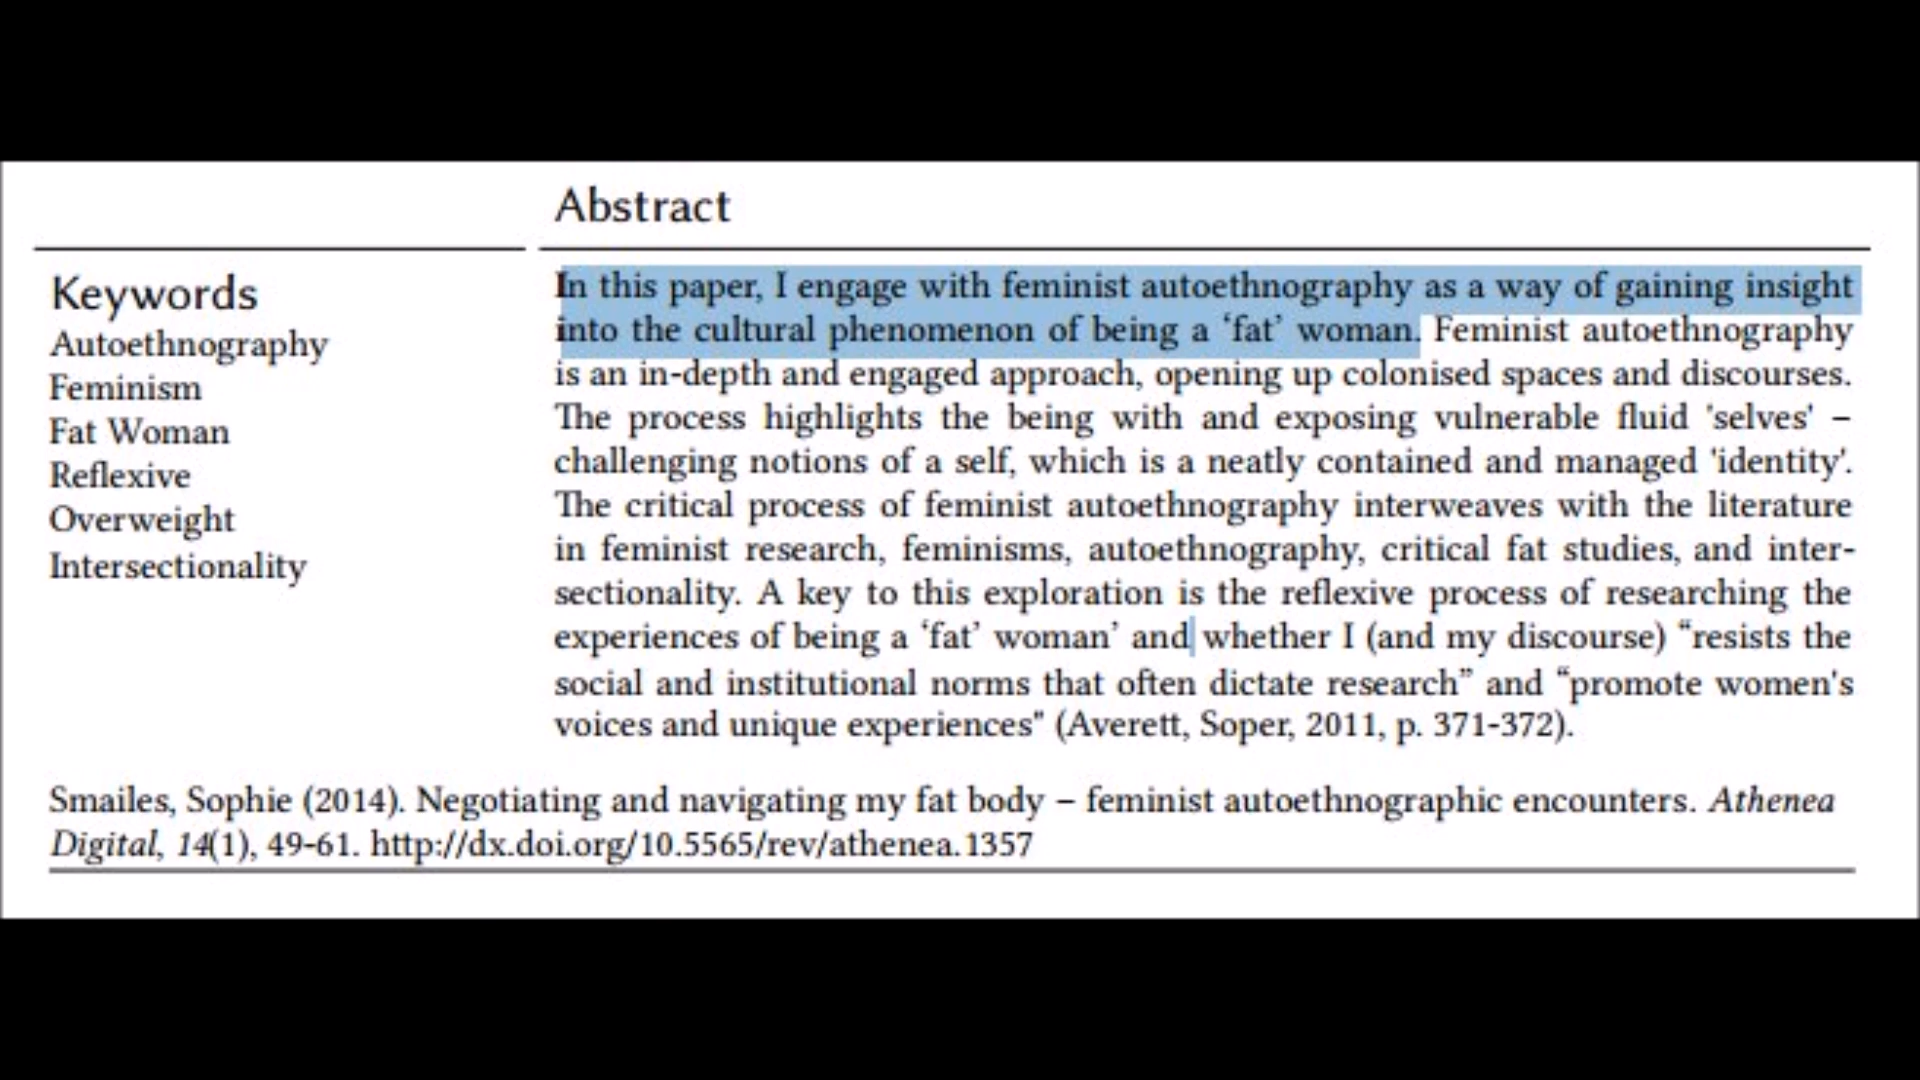 Abstract
Keywords
Autoethnography
Feminism
Fat Woman
Reflexive
Overweight
Intersectionality
In this paper, I engage with feminist autoethnography as a way of gaining insight
into the cultural phenomenon of being a ‘fat’ woman. Feminist autoethnography
is an in-depth and engaged approach, opening up colonised spaces and discourses.
The process highlights the being with and exposing vulnerable fluid 'selves' –
challenging notions of a self, which is a neatly contained and managed 'identity'.
The critical process of feminist autoethnography interweaves with the literature
in feminist research, feminisms, autoethnography, critical fat studies, and inter-
sectionality. A key to this exploration is the reflexive process of researching the
experiences of being a ‘fat’ woman’ and whether I (and my discourse) “resists the
social and institutional norms that often dictate research” and “promote women's
voices and unique experiences" (Averett, Soper, 2011, p. 371-372).
Smailes, Sophie (2014). Negotiating and navigating my fat body – feminist autoethnographic encounters. Athenea
Digital, 14(1), 49-61. http://dx.doi.org/10.5565/rev/athenea.1357